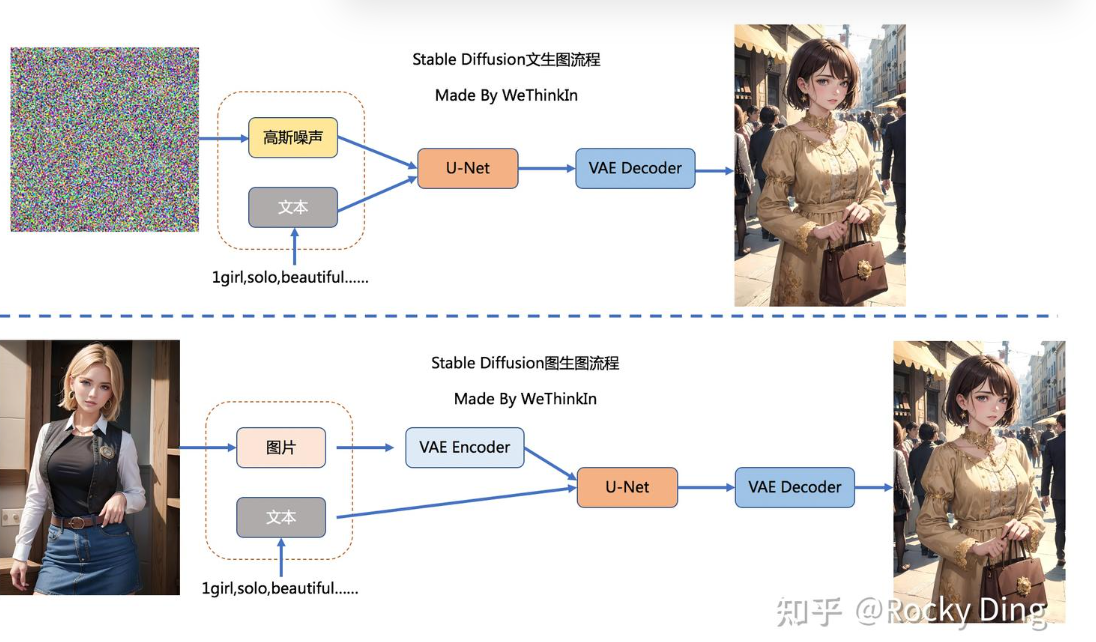 Stable Diffusion文生图流程
Made By WeThinkIn
高斯噪声
文本
1girl,solo,beautiful……
U-Net
VAE Decoder
Stable Diffusion图生图流程
Made By WeThinkIn
图片
VAE Encoder
文本
1girl,solo,beautiful……
U-Net
VAE Decoder
知乎 @Rocky Ding